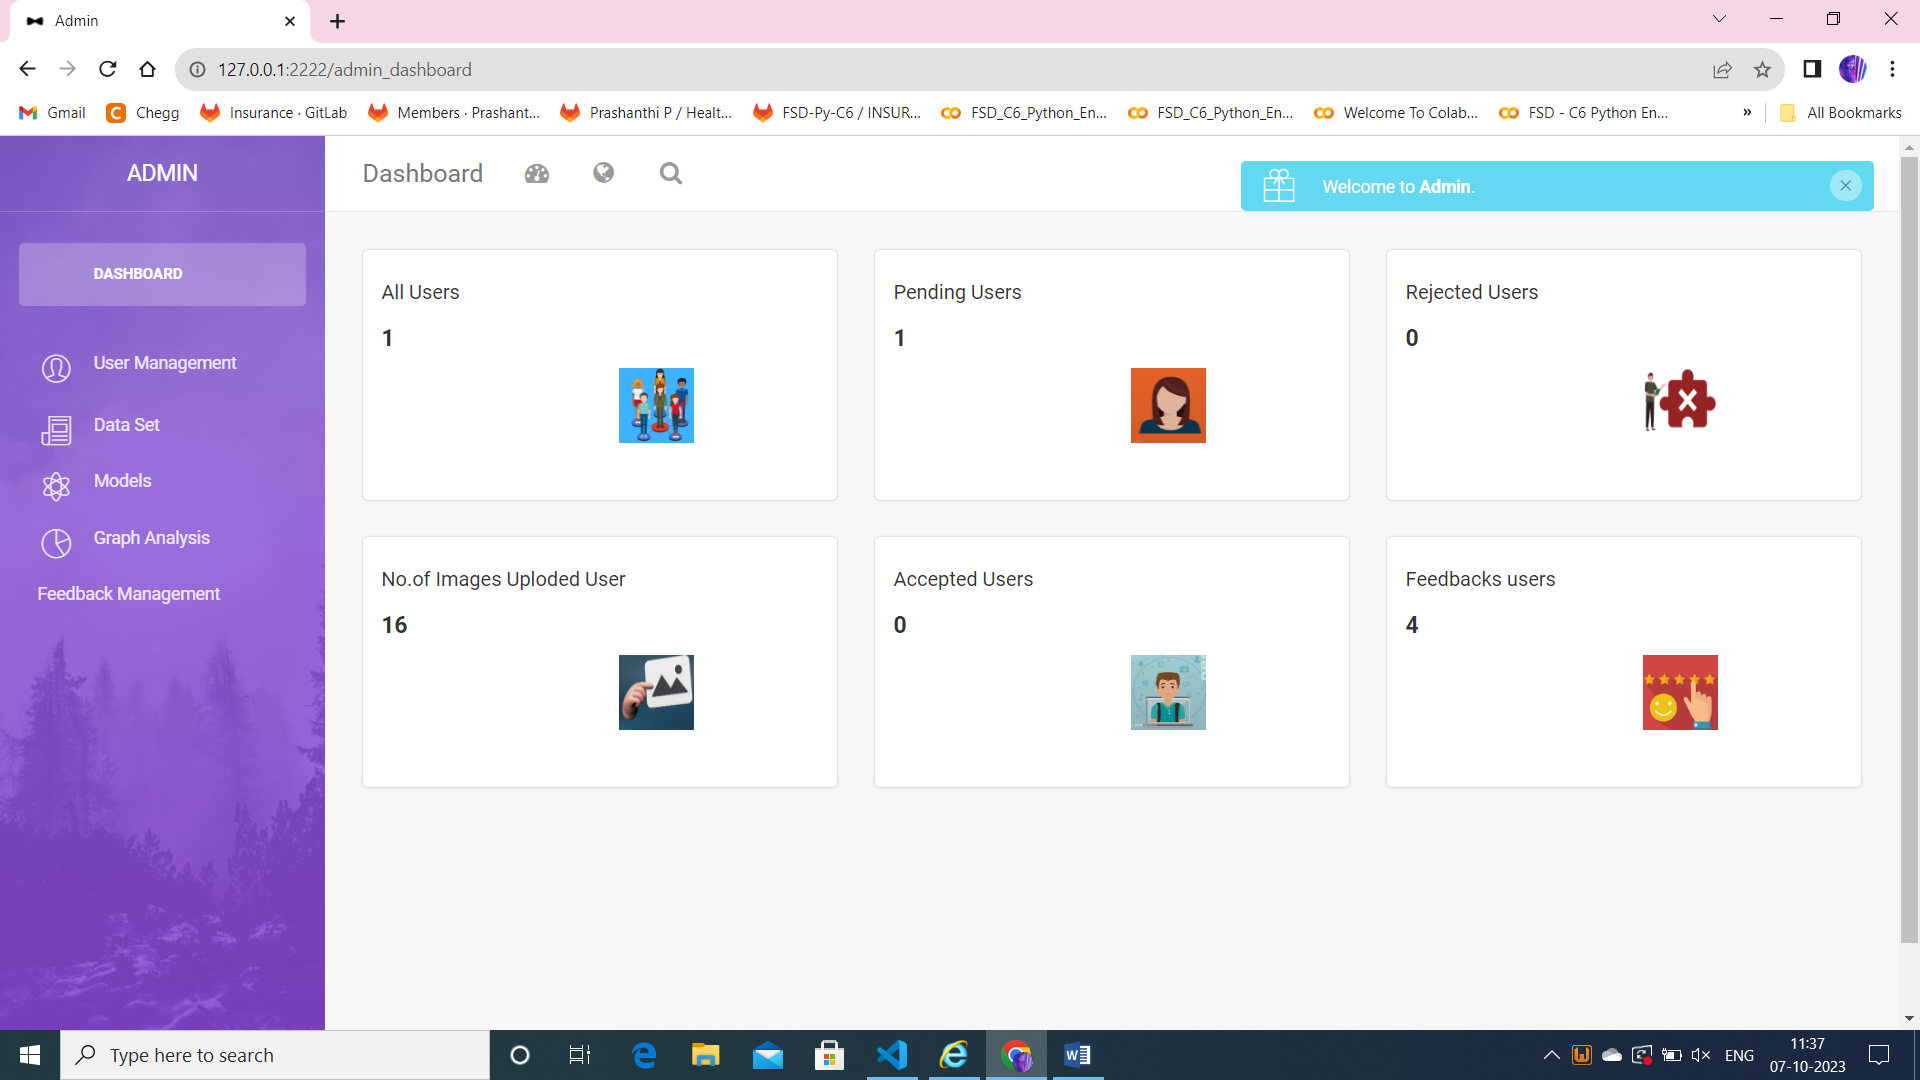 Admin
127.0.0.1:2222/admin_dashboard
Gmail
Chegg
Insurance · GitLab
Members · Prashant...
Prashanthi P / Healt...
FSD-Py-C6 / INSUR...
FSD_C6_Python_En...
FSD_C6_Python_En...
Welcome To Colab...
FSD - C6 Python En...
»
All Bookmarks
ADMIN
Dashboard
Welcome to Admin.
DASHBOARD
User Management
Data Set
Models
Graph Analysis
Feedback Management
All Users
1
Pending Users
1
Rejected Users
0
No.of Images Uploded User
16
Accepted Users
0
Feedbacks users
4
Type here to search
ENG
11:37
07-10-2023